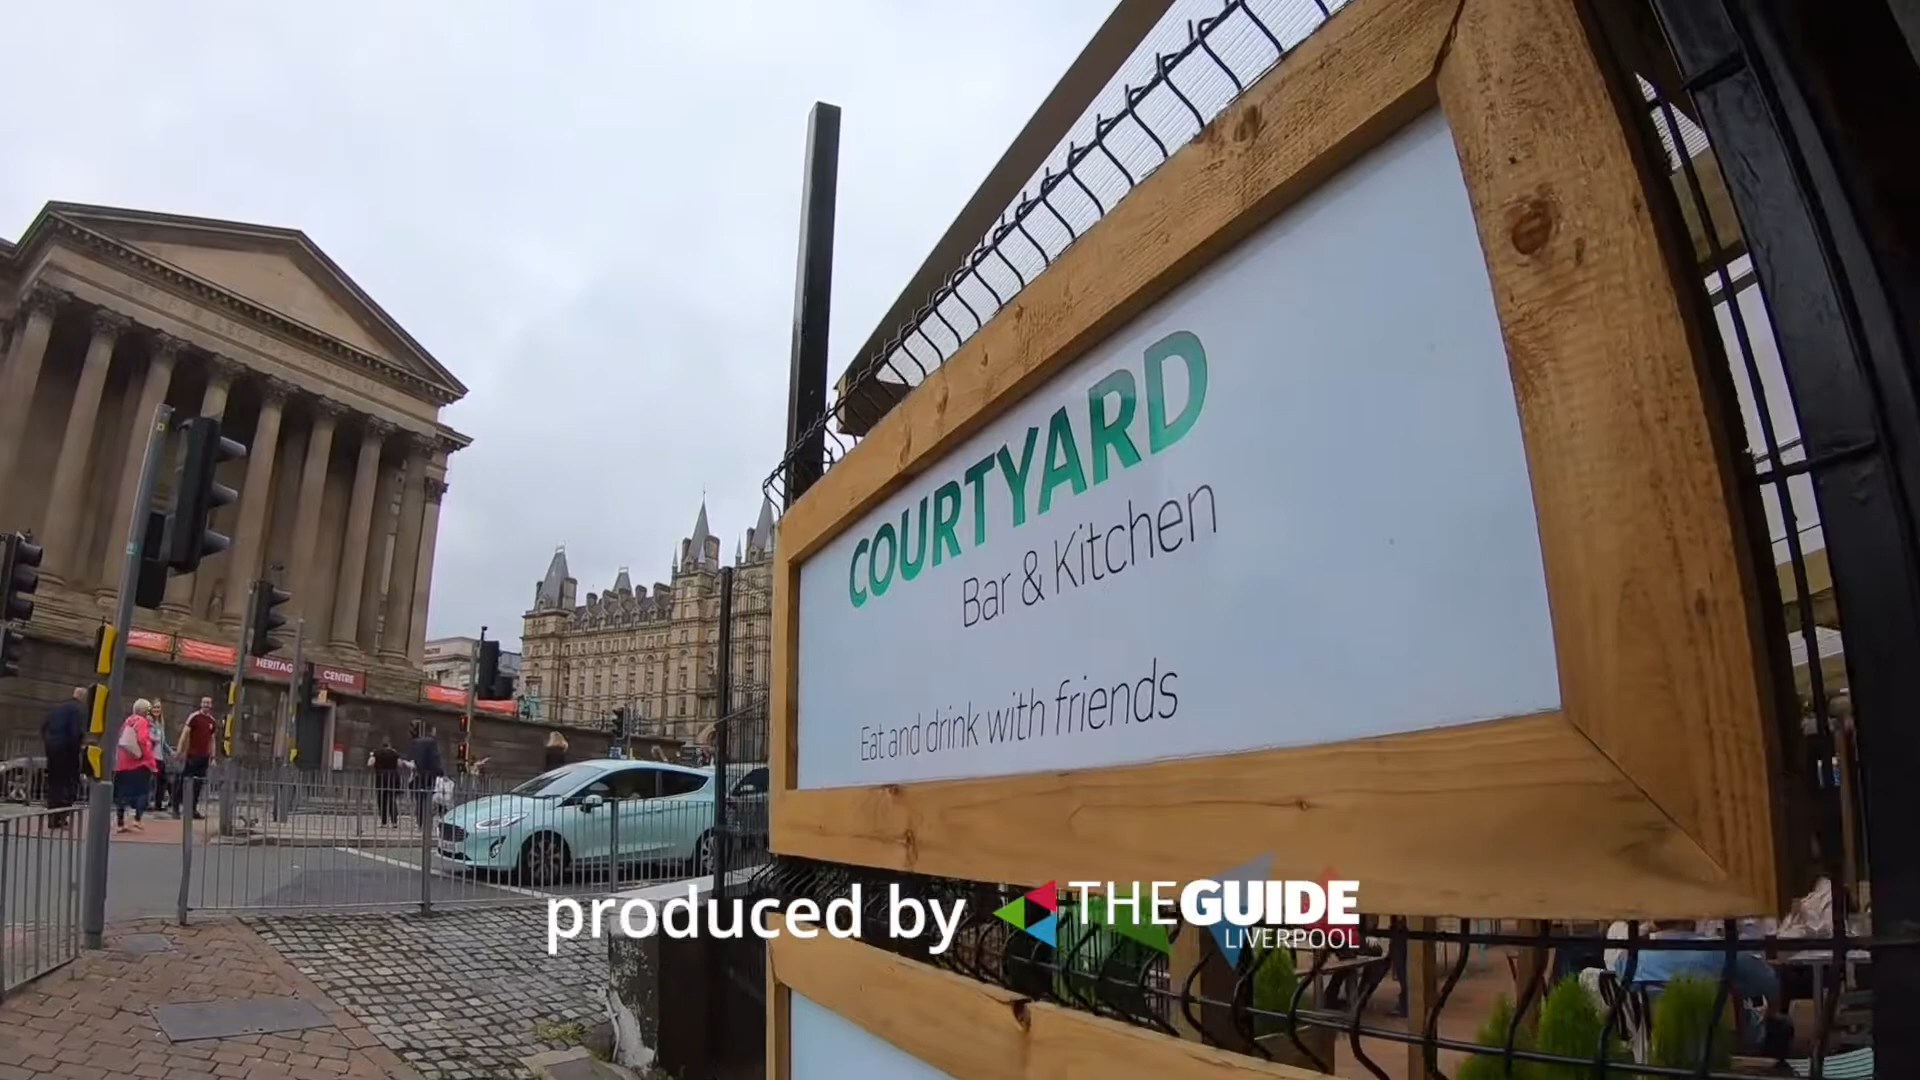 COURTYARD
Bar & Kitchen
Eat and drink with friends
HERITAGE CENTRE
produced by THEGUIDE
LIVERPOOL